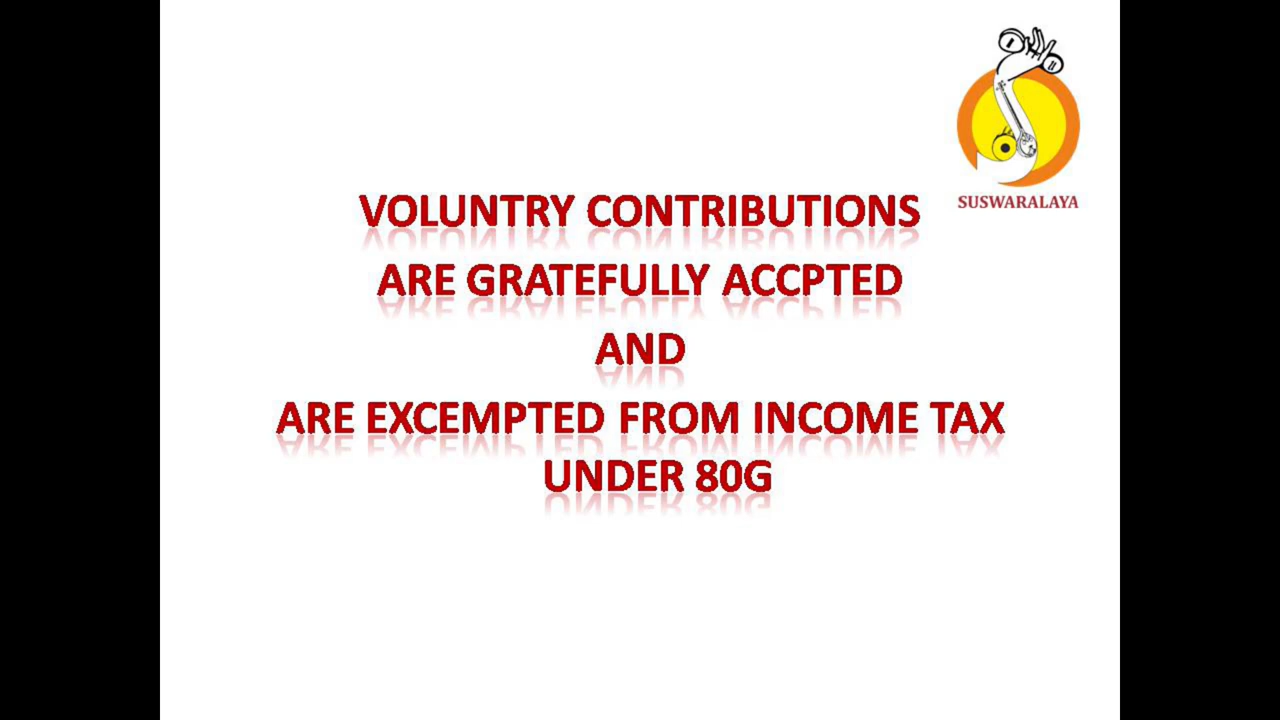 SUSWARALAYA
VOLUNTRY CONTRIBUTIONS
ARE GRATEFULLY ACCPTED
AND
ARE EXCEMPTED FROM INCOME TAX
UNDER 80G